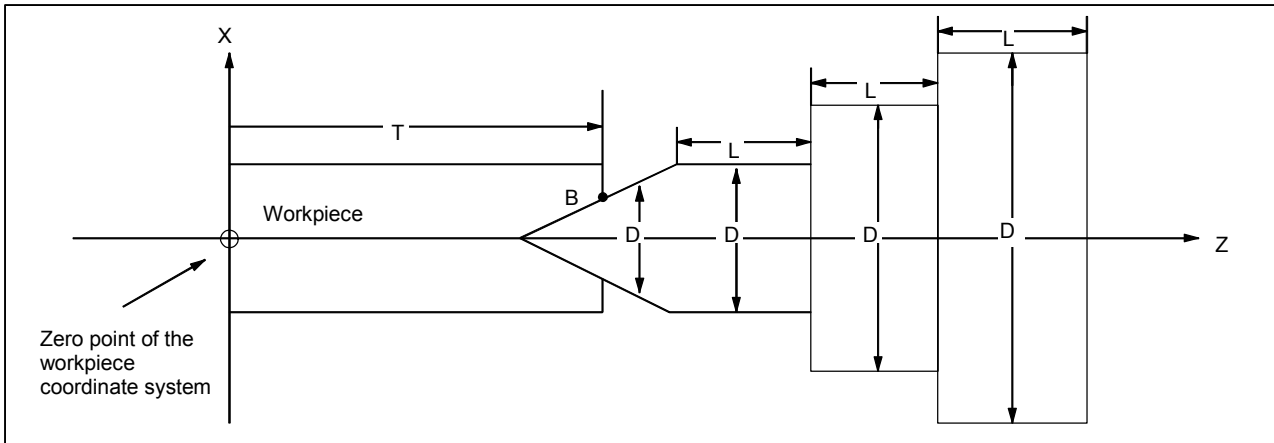 X
L
L
T
L
B
Workpiece
D
D
D
D
Z
Zero point of the
workpiece
coordinate system